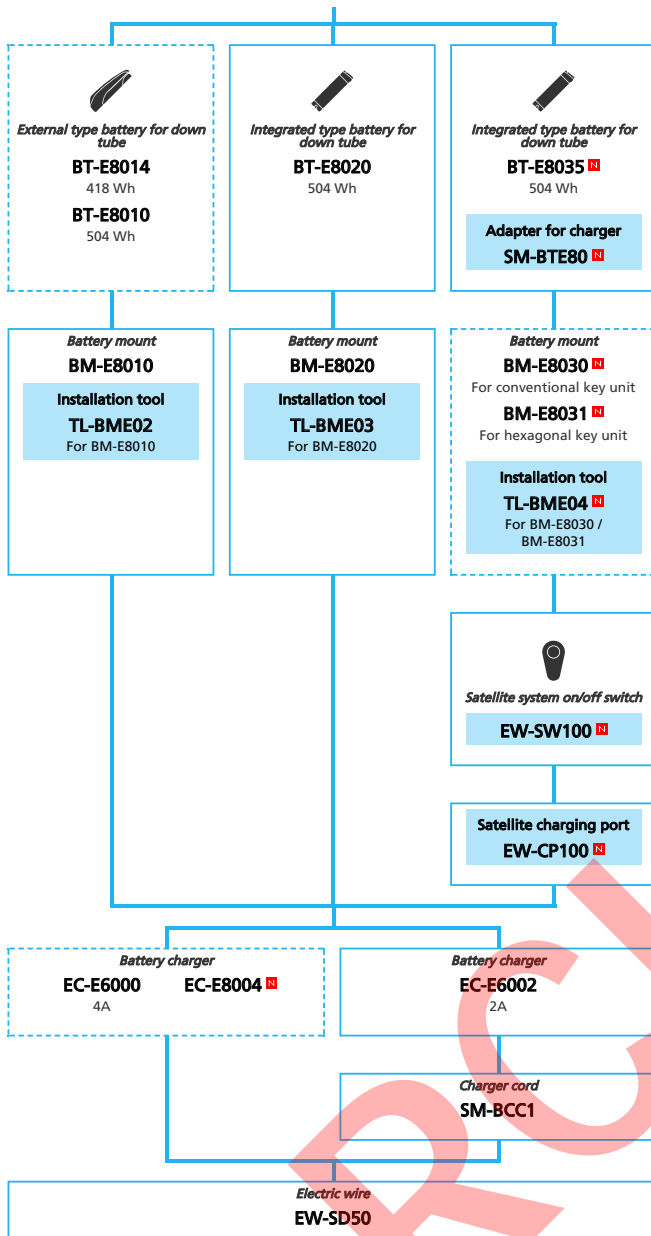 External type battery for down
tube
BT-E8014
418 Wh
BT-E8010
504 Wh
Integrated type battery for
down tube
BT-E8020
504 Wh
Integrated type battery for
down tube
BT-E8035 N
504 Wh
Adapter for charger
SM-BTE80 N
Battery mount
BM-E8010
Installation tool
TL-BME02
For BM-E8010
Battery mount
BM-E8020
Installation tool
TL-BME03
For BM-E8020
Battery mount
BM-E8030 N
For conventional key unit
BM-E8031 N
For hexagonal key unit
Installation tool
TL-BME04 N
For BM-E8030 /
BM-E8031
Satellite system on/off switch
EW-SW100 N
Satellite charging port
EW-CP100 N
Battery charger
EC-E6000 EC-E8004 N
4A
Battery charger
EC-E6002
2A
Charger cord
SM-BCC1
Electric wire
EW-SD50
RCI